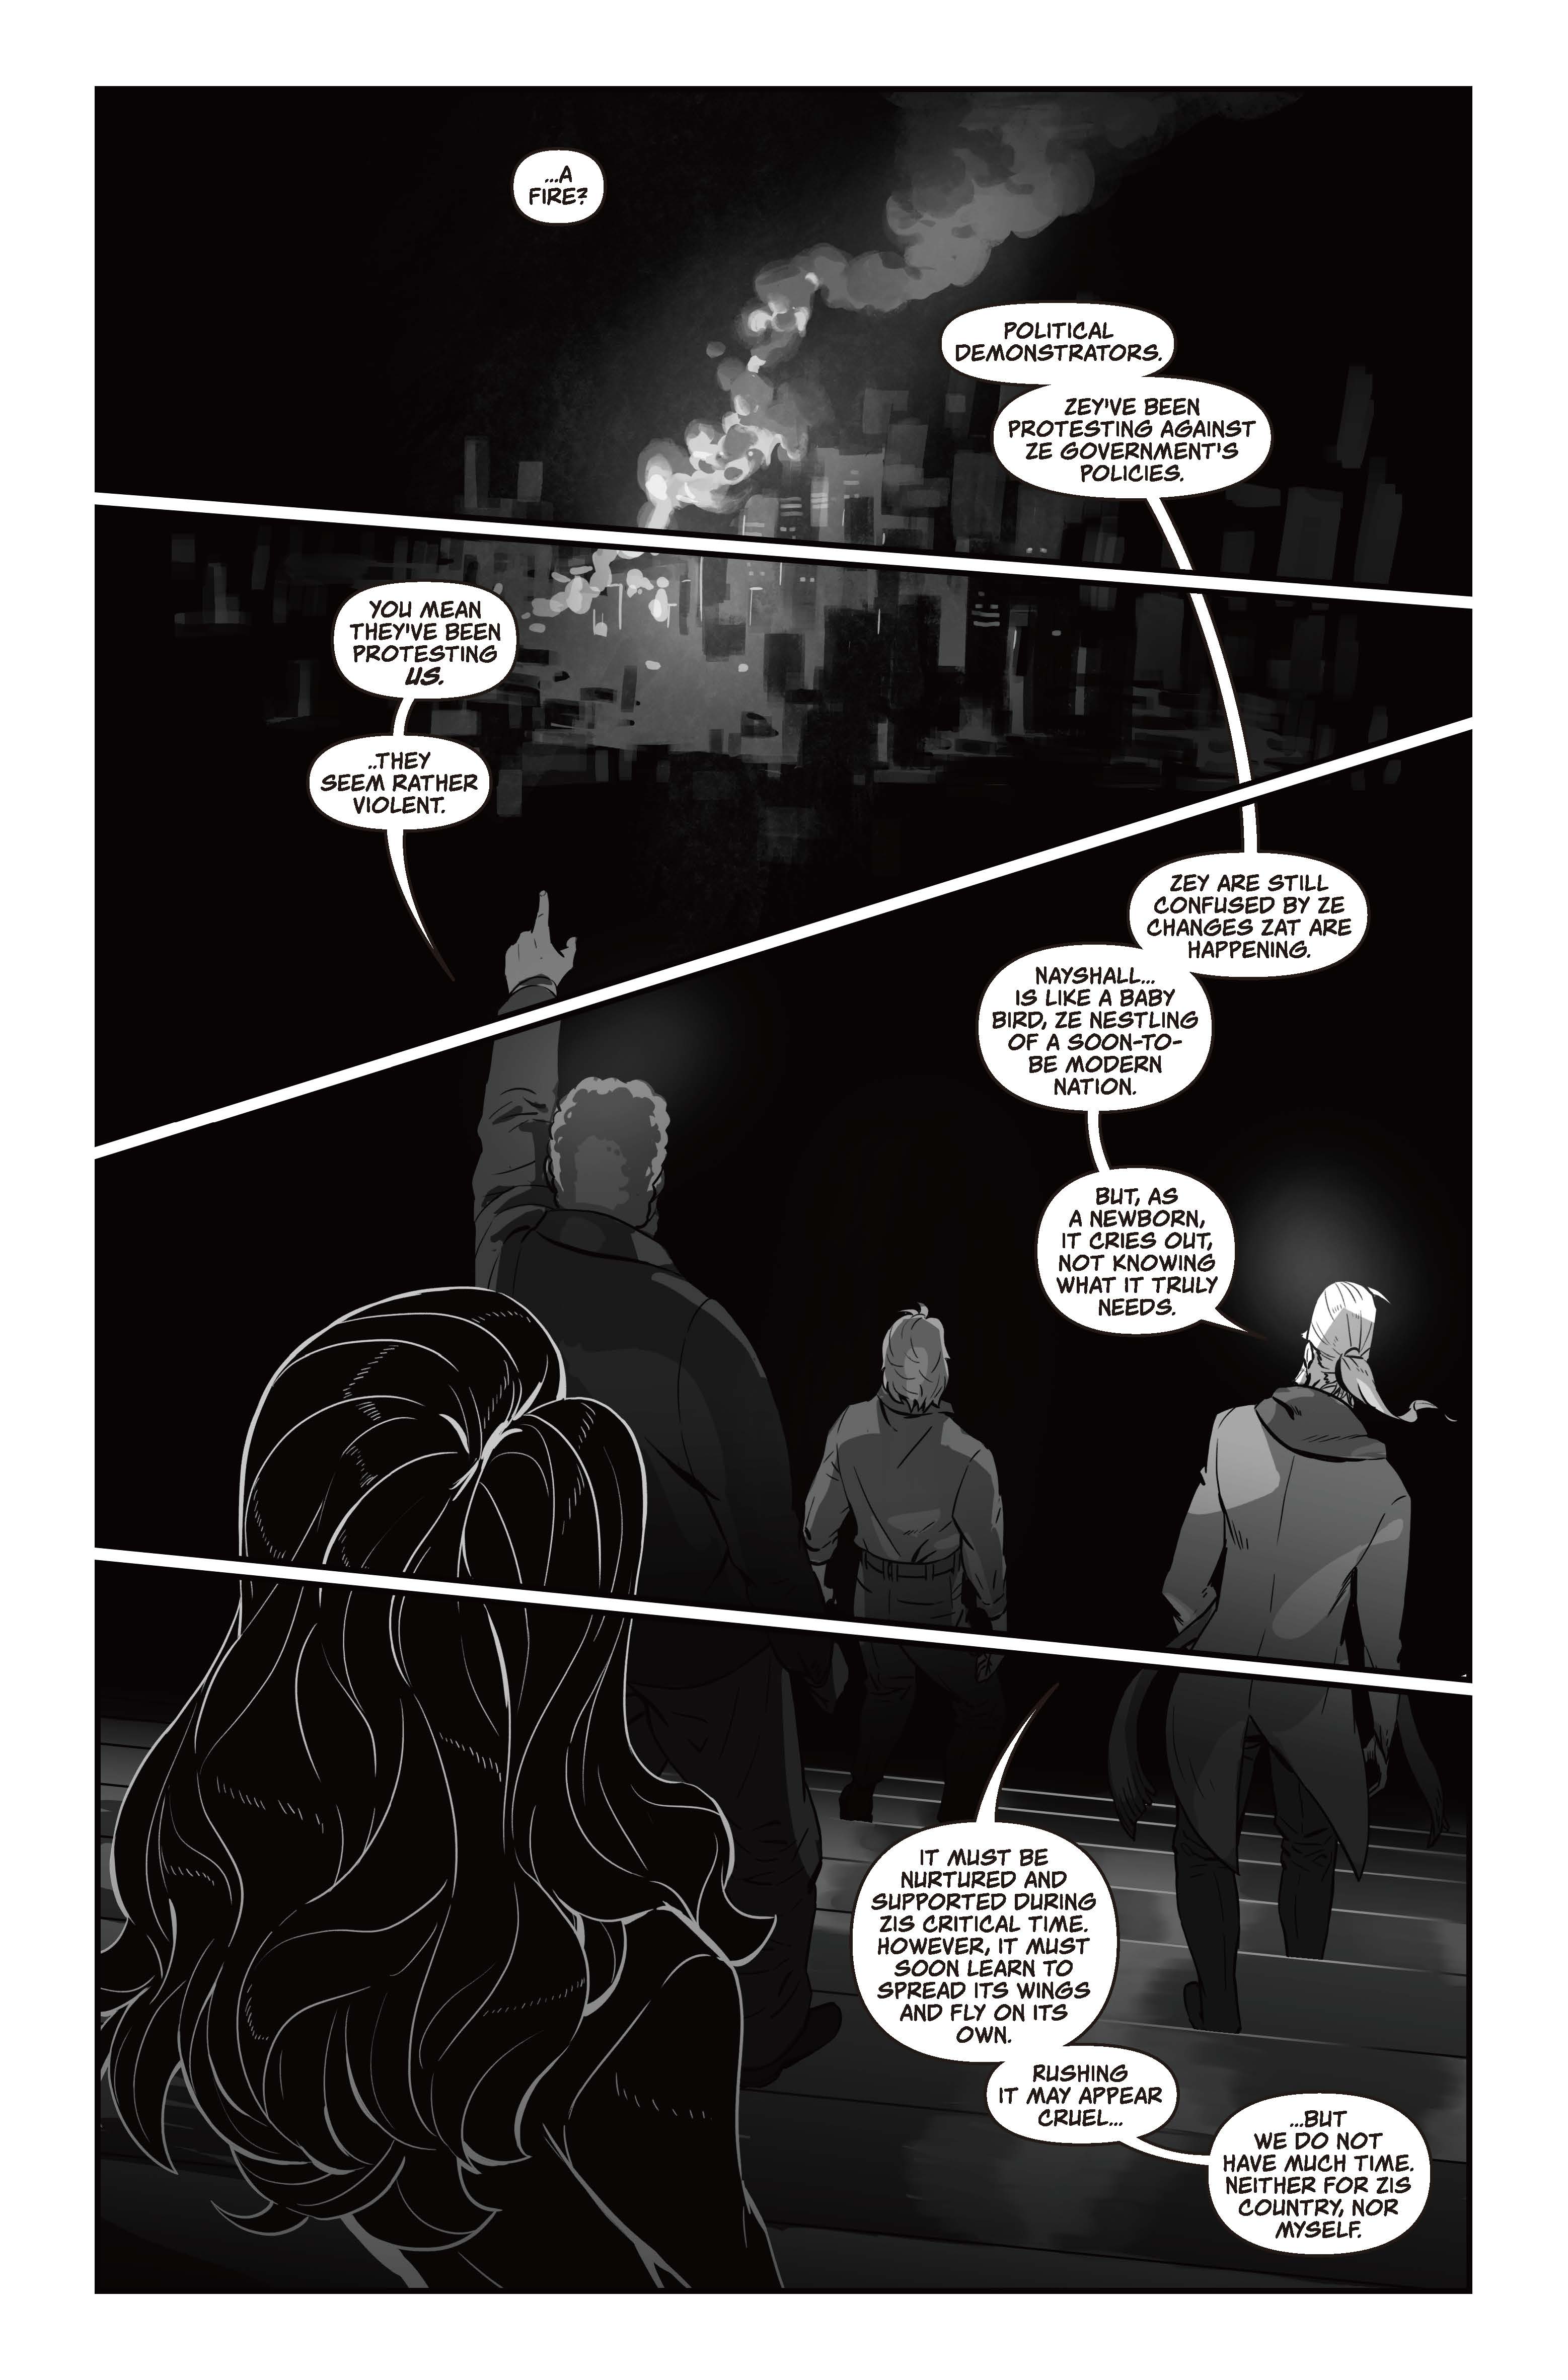 ...A
FIRE?
POLITICAL
DEMONSTRATORS.
ZEY'VE BEEN
PROTESTING AGAINST
ZE GOVERNMENT'S
POLICIES.
YOU MEAN
THEY'VE BEEN
PROTESTING
US.
..THEY
SEEM RATHER
VIOLENT.
ZEY ARE STILL
CONFUSED BY ZE
CHANGES ZAT ARE
HAPPENING.
NAYSHALL...
IS LIKE A BABY
BIRD, ZE NESTLING
OF A SOON-TO-
BE MODERN
NATION.
BUT, AS
A NEWBORN,
IT CRIES OUT,
NOT KNOWING
WHAT IT TRULY
NEEDS.
IT MUST BE
NURTURED AND
SUPPORTED DURING
ZIS CRITICAL TIME.
HOWEVER, IT MUST
SOON LEARN TO
SPREAD ITS WINGS
AND FLY ON ITS
OWN.
RUSHING
IT MAY APPEAR
CRUEL...
...BUT
WE DO NOT
HAVE MUCH TIME.
NEITHER FOR ZIS
COUNTRY, NOR
MYSELF.